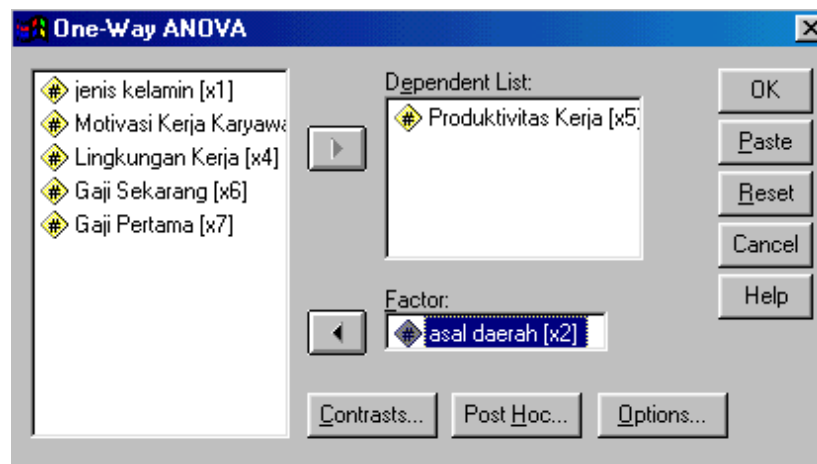 One-Way ANOVA
jenis kelamin [x1]
Motivasi Kerja Karyawa
Lingkungan Kerja [x4]
Gaji Sekarang [x6]
Gaji Pertama [x7]
Dependent List:
Produktivitas Kerja [x5]
Factor:
asal daerah [x2]
OK
Paste
Reset
Cancel
Help
Contrasts...
Post Hoc...
Options...